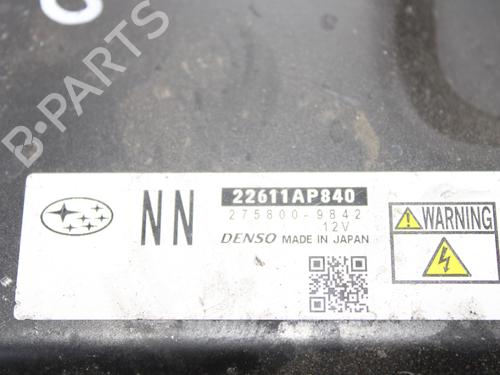 B-PARTS
NN
22611AP840
275800-9842
12V
DENSO MADE IN JAPAN
WARNING